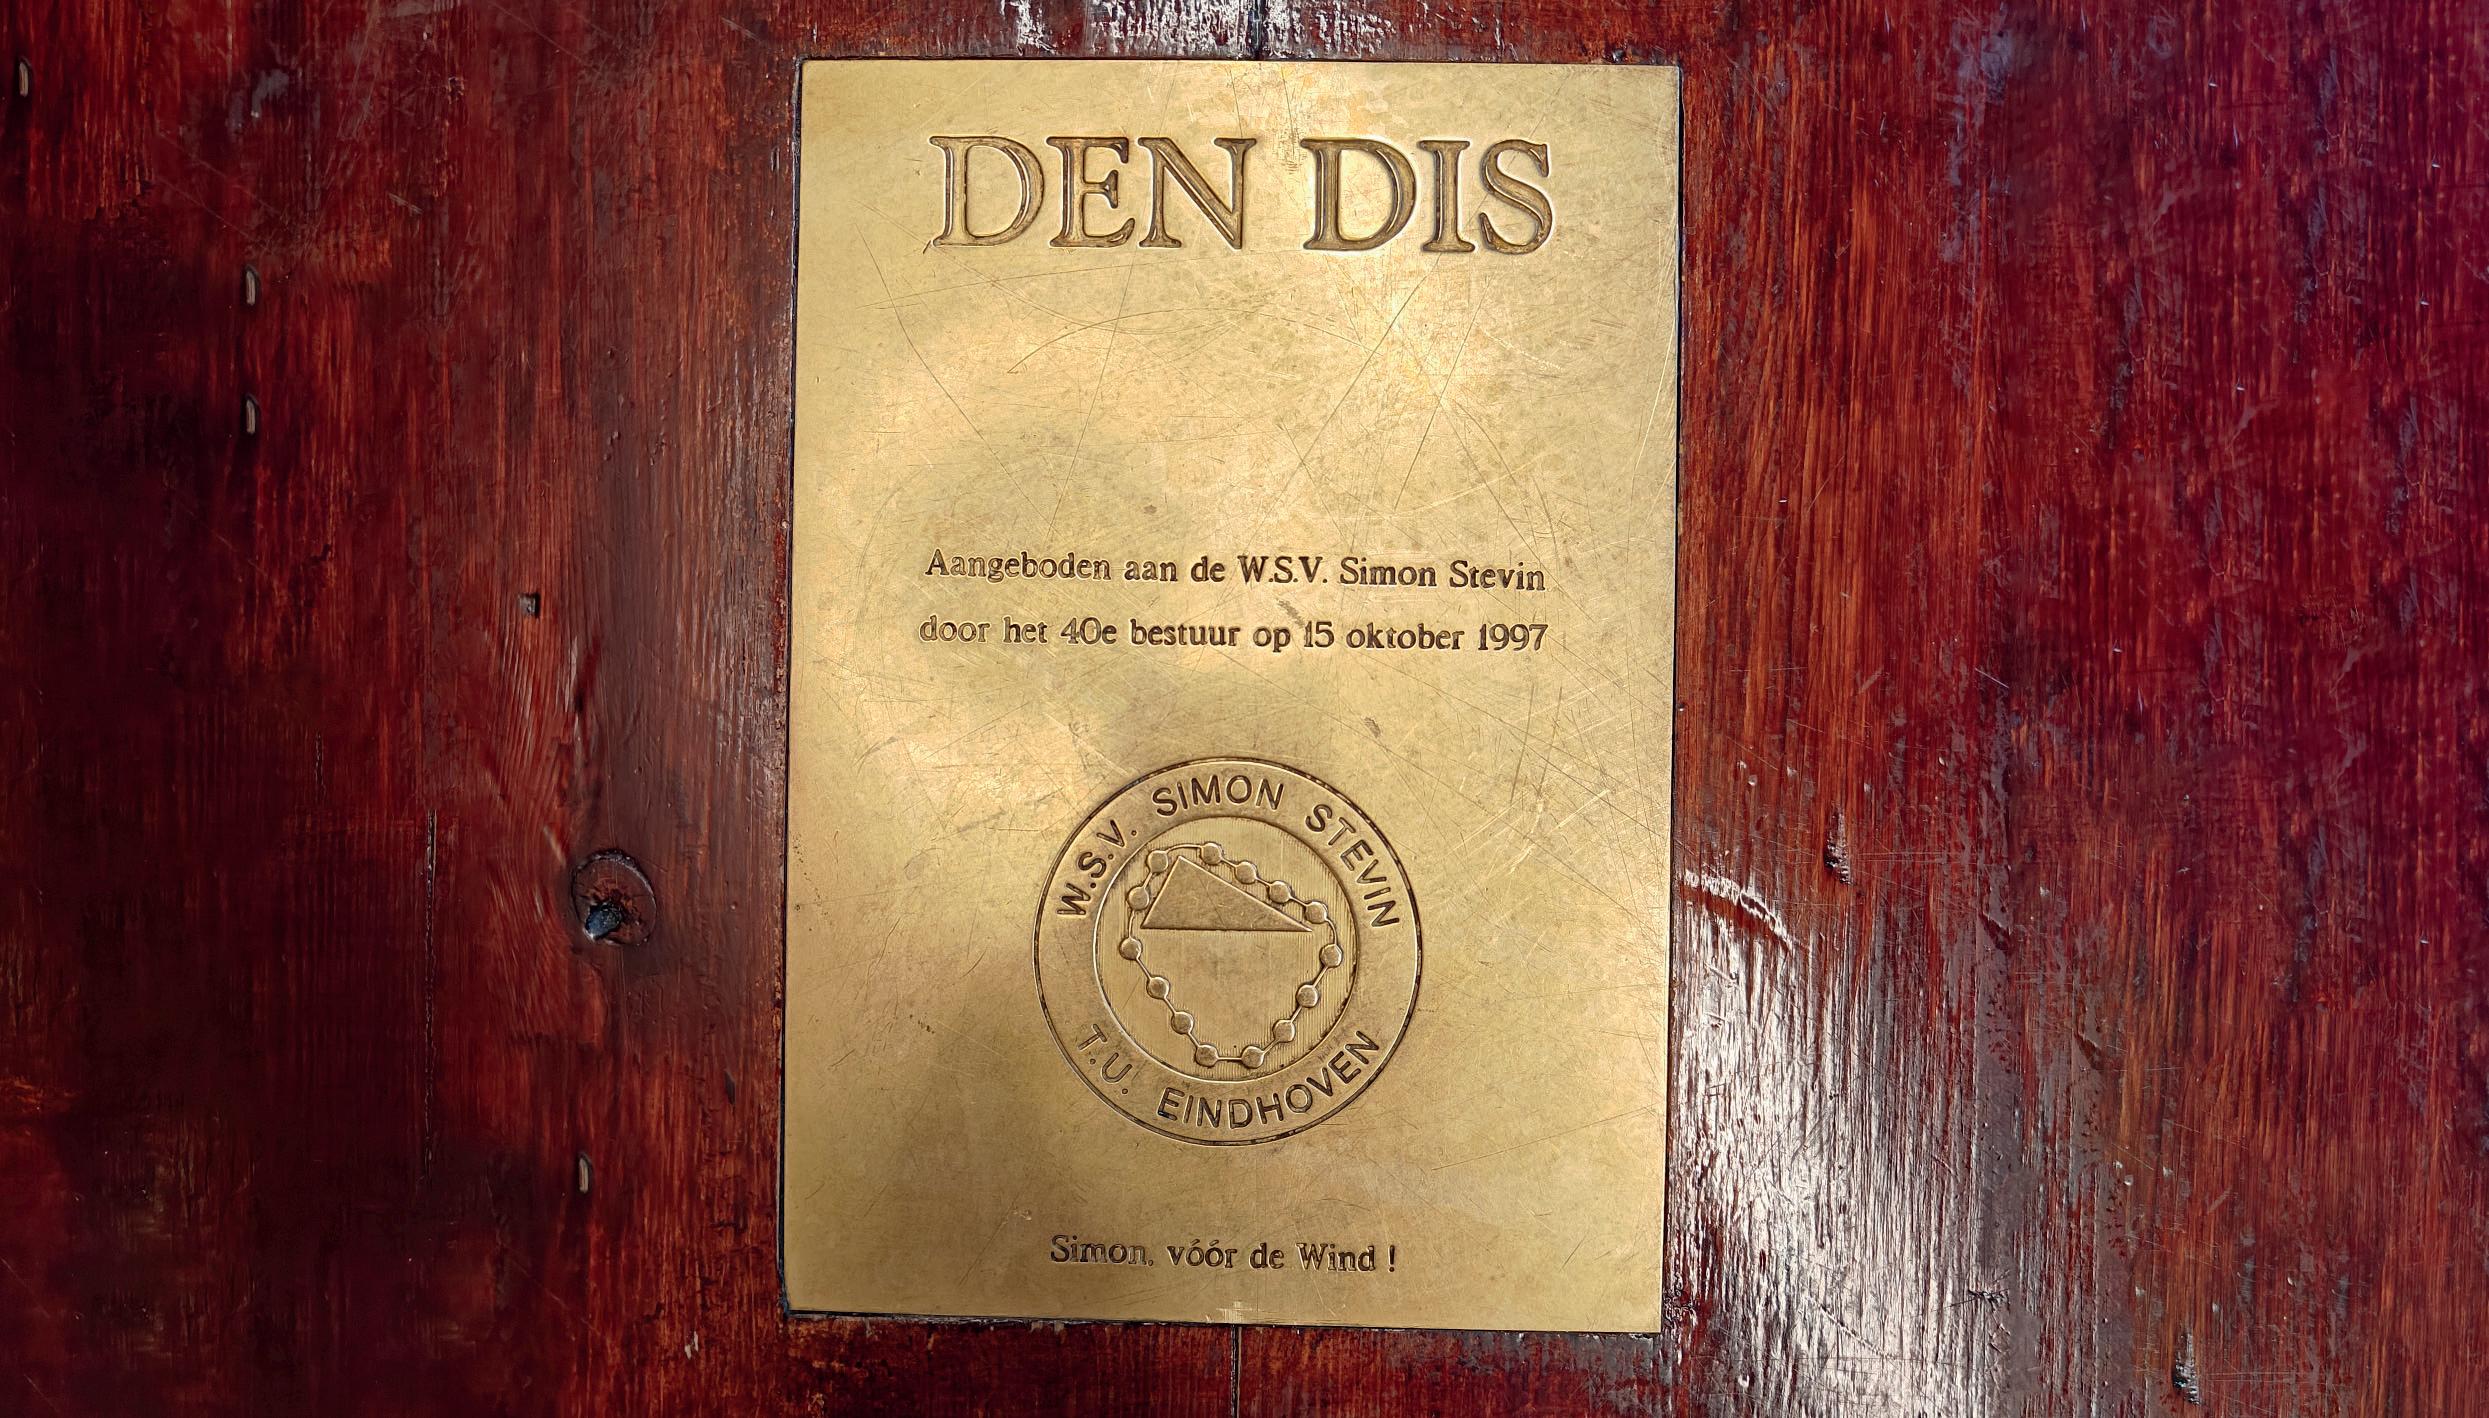 DEN DIS
Aangeboden aan de W.S.V. Simon Stevin
door het 40e bestuur op 15 oktober 1997
W.S.V. SIMON STEVIN
T.U. EINDHOVEN
Simon, vóór de Wind !